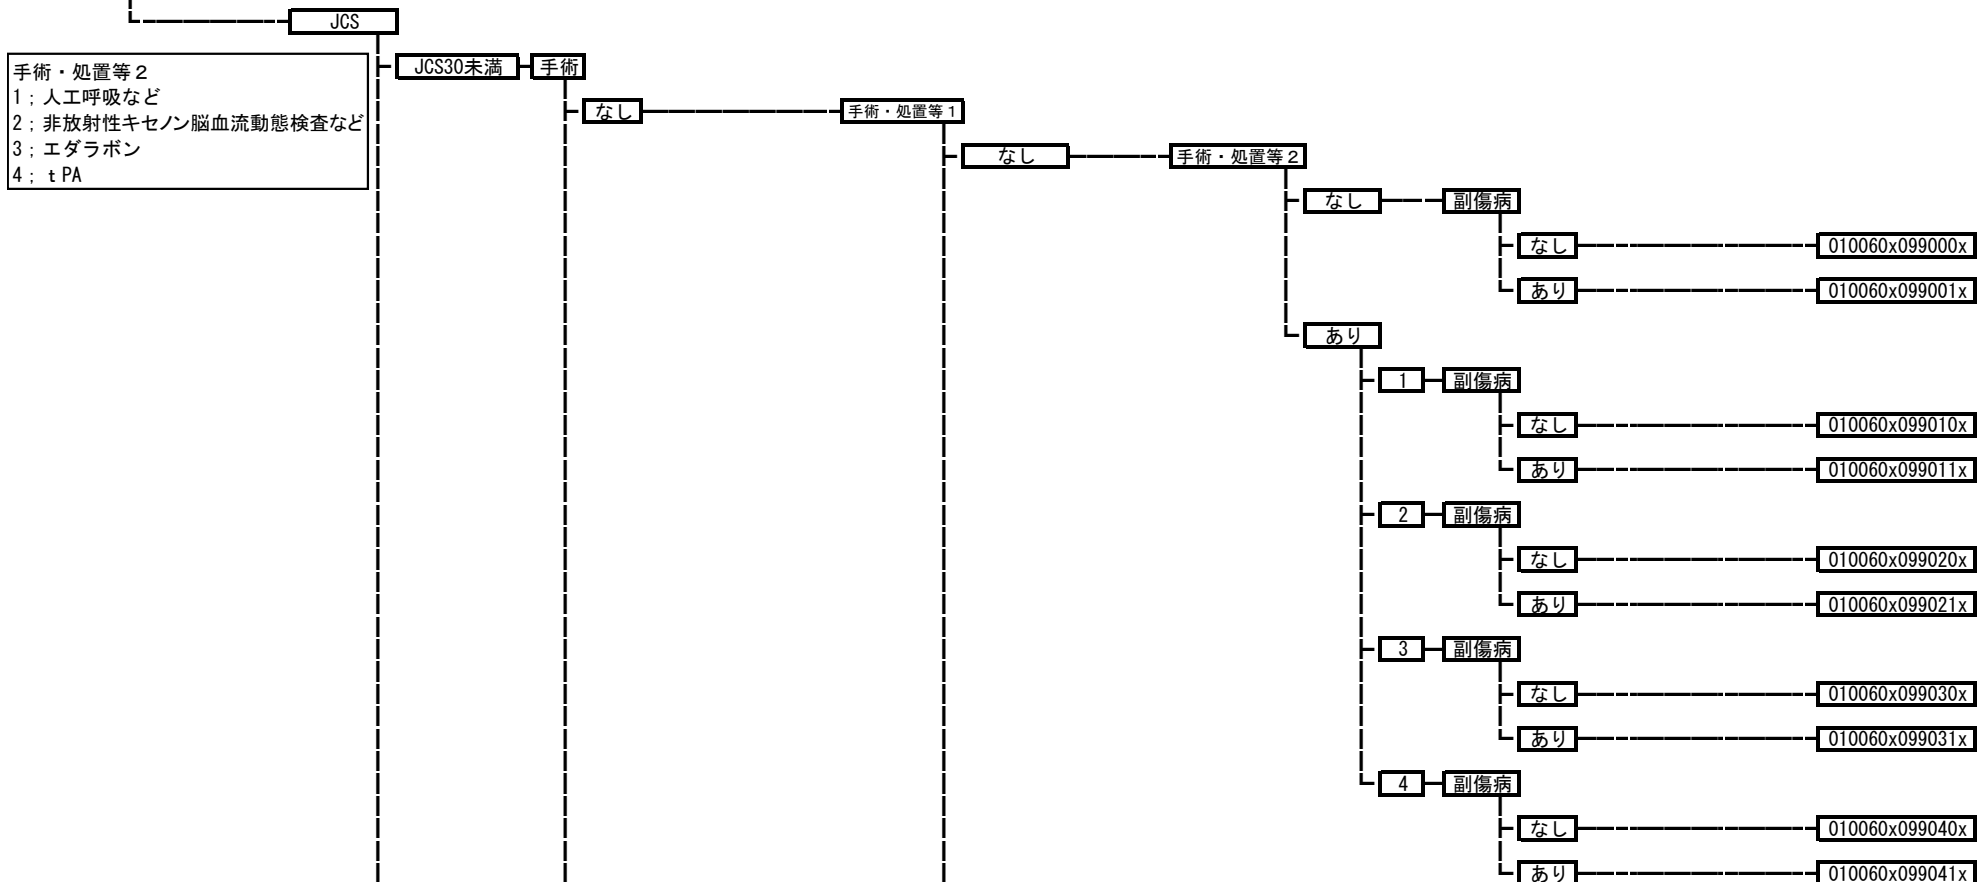 JCS
手術・処置等２
1；人工呼吸など
2；非放射性キセノン脳血流動態検査など
3；エダラボン
4；ｔPA
JCS30未満
手術
なし
手術・処置等１
なし
手術・処置等２
なし
副傷病
なし
010060x099000x
あり
010060x099001x
あり
1
副傷病
なし
010060x099010x
あり
010060x099011x
2
副傷病
なし
010060x099020x
あり
010060x099021x
3
副傷病
なし
010060x099030x
あり
010060x099031x
4
副傷病
なし
010060x099040x
あり
010060x099041x